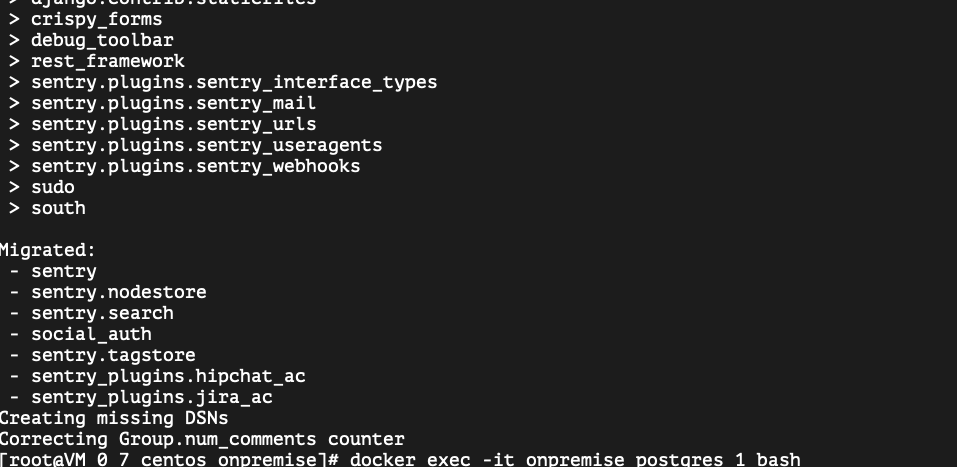 > django.contrib.staticfiles
> crispy_forms
> debug_toolbar
> rest_framework
> sentry.plugins.sentry_interface_types
> sentry.plugins.sentry_mail
> sentry.plugins.sentry_urls
> sentry.plugins.sentry_useragents
> sentry.plugins.sentry_webhooks
> sudo
> south
Migrated:
- sentry
- sentry.nodestore
- sentry.search
- social_auth
- sentry.tagstore
- sentry_plugins.hipchat_ac
- sentry_plugins.jira_ac
Creating missing DSNs
Correcting Group.num_comments counter
[root@VM_0_7_centos onpremise]# docker exec -it onpremise_postgres_1 bash